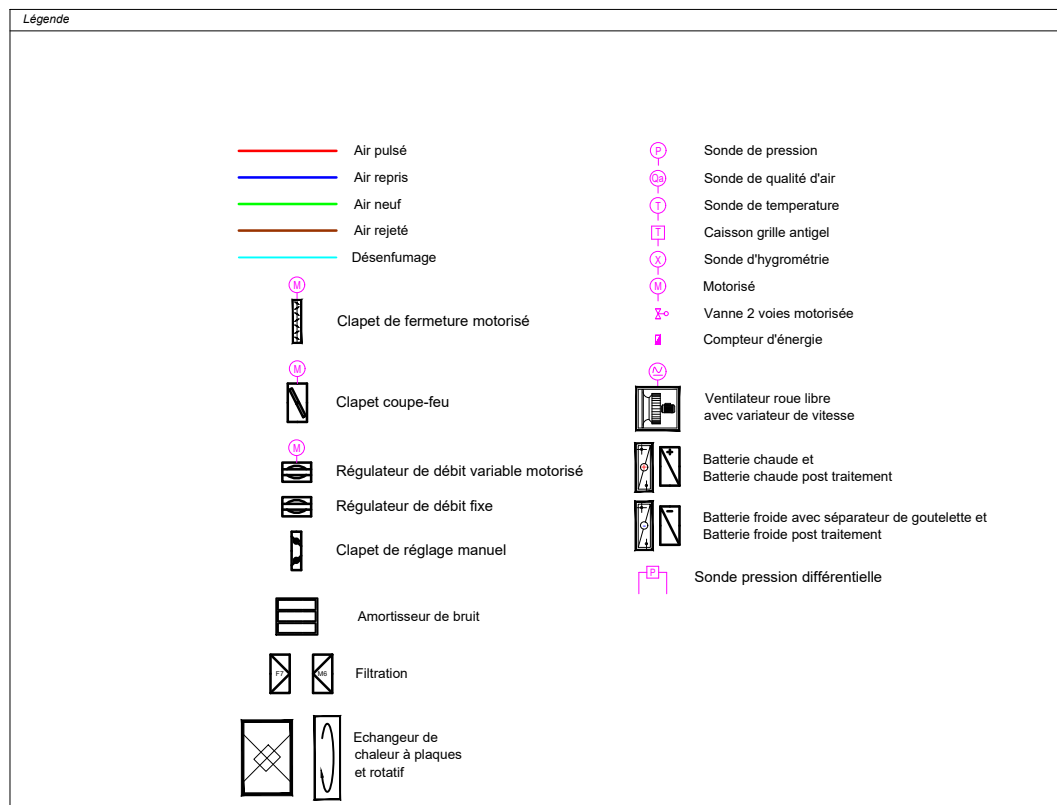 Légende
Air pulsé
Air repris
Air neuf
Air rejeté
Désenfumage
M
Clapet de fermeture motorisé
M
Clapet coupe-feu
M
Régulateur de débit variable motorisé
Régulateur de débit fixe
Clapet de réglage manuel
Amortisseur de bruit
F7 M6 Filtration
Echangeur de
chaleur à plaques
et rotatif
P Sonde de pression
Qa Sonde de qualité d'air
T Sonde de temperature
T Caisson grille antigel
X Sonde d'hygrométrie
M Motorisé
Vanne 2 voies motorisée
Compteur d'énergie
Ventilateur roue libre
avec variateur de vitesse
+ Batterie chaude et
Batterie chaude post traitement
- Batterie froide avec séparateur de goutelette et
Batterie froide post traitement
P Sonde pression différentielle